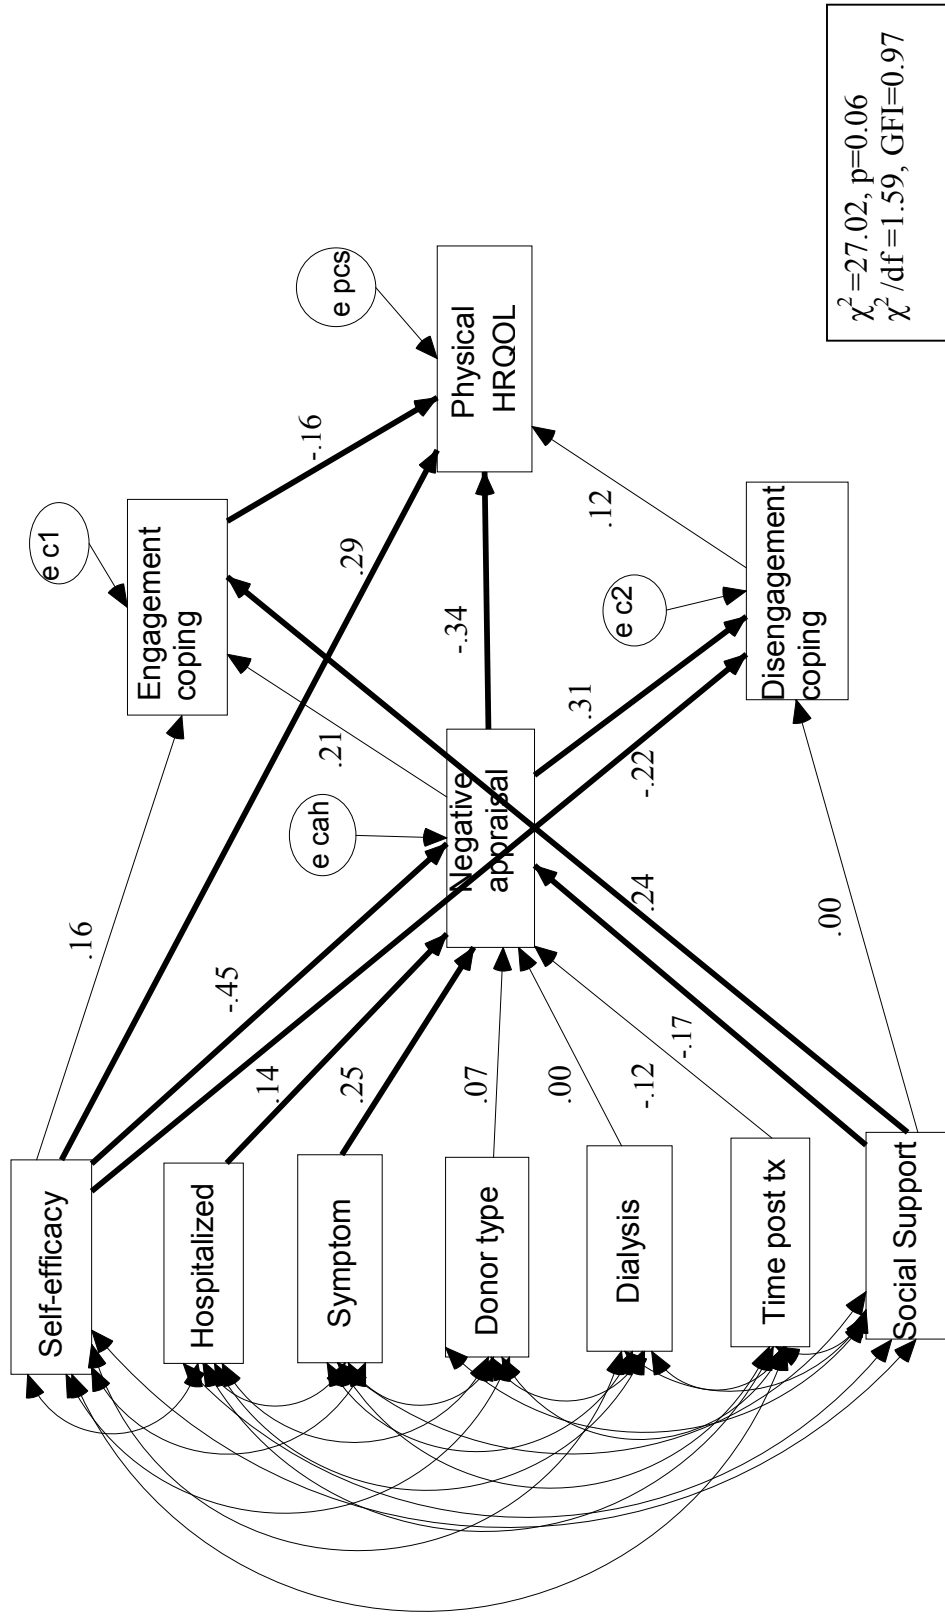 Self-efficacy
Hospitalized
Symptom
Donor type
Dialysis
Time post tx
Social Support
.16
-.45
.14
.25
.07
.00
-.12
-.17
.24
.00
e cah
Negative
appraisal
.21
.29
-.34
.31
-.22
e c1
Engagement
coping
e c2
Disengagement
coping
-.16
.12
e pcs
Physical
HRQOL
χ²=27.02, p=0.06
χ²/df=1.59, GFI=0.97